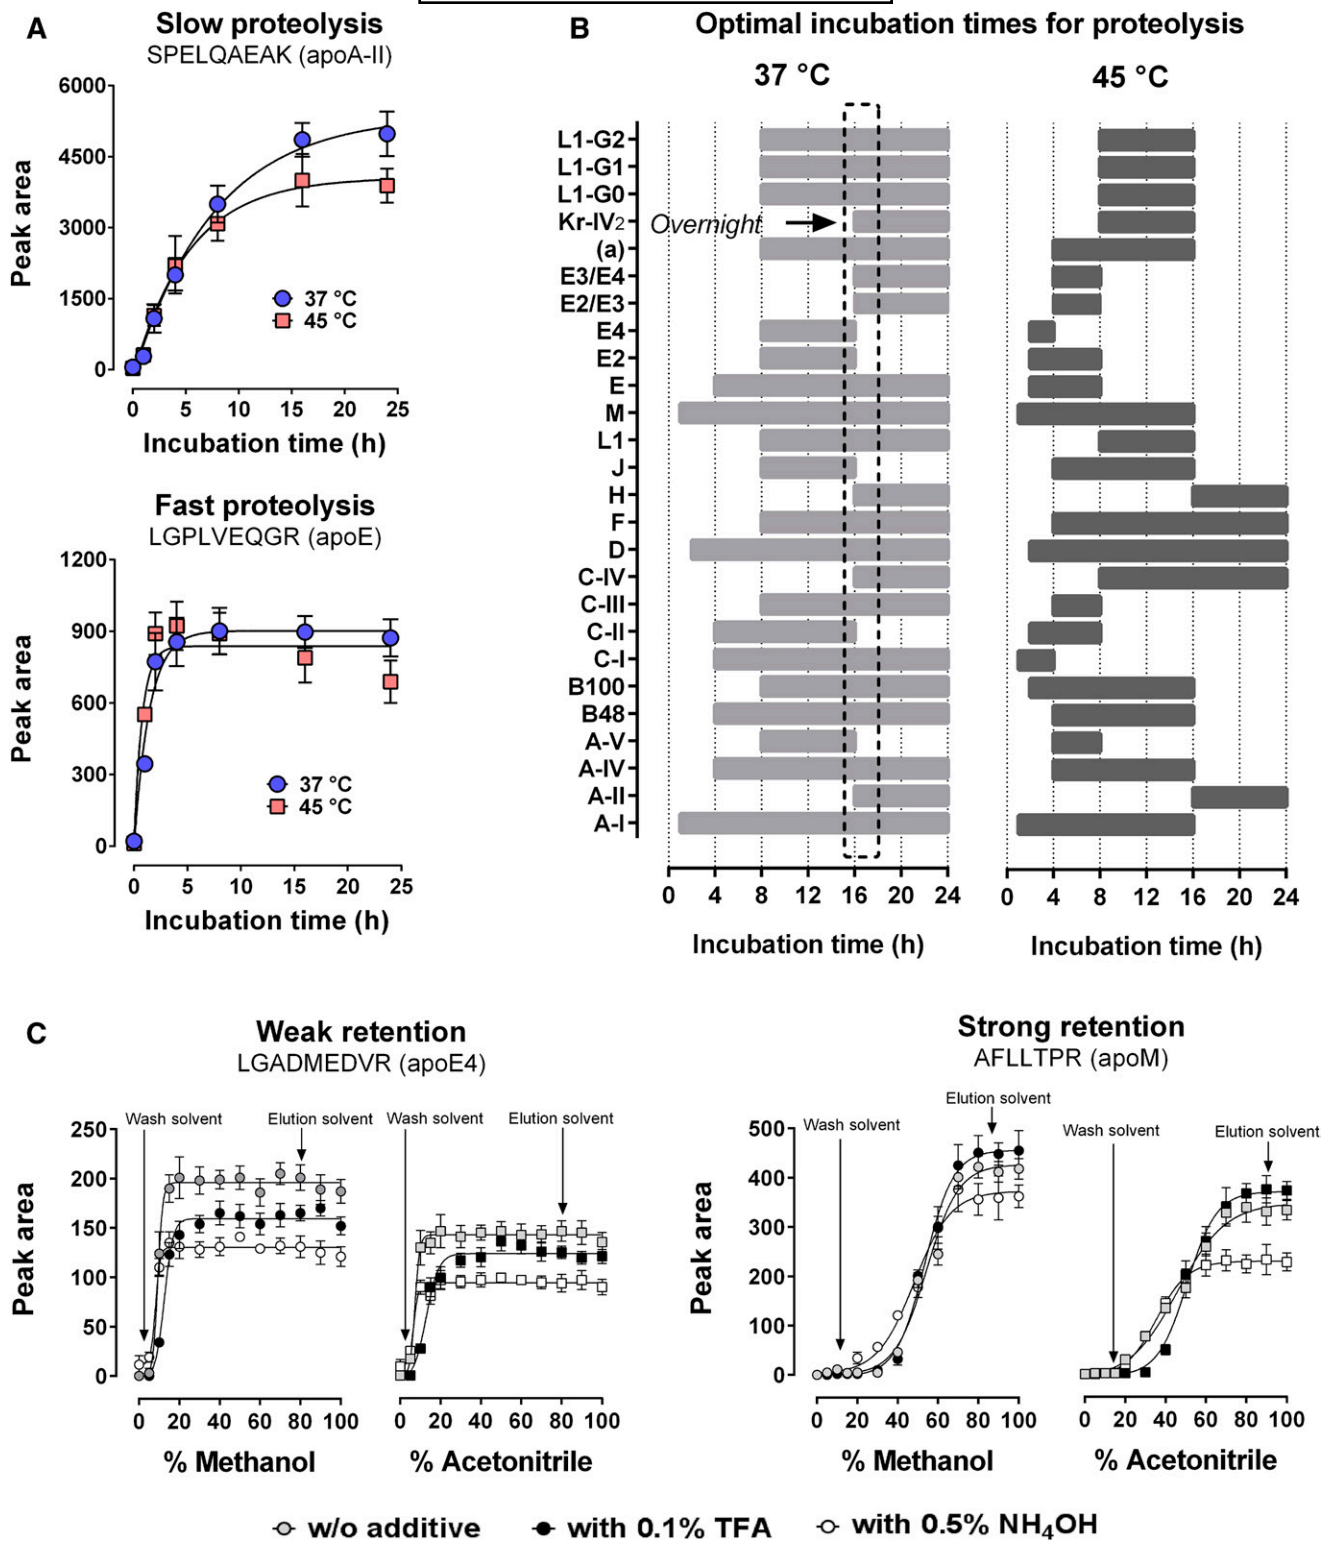 A
Slow proteolysis
SPELQAEAK (apoA-II)
6000
4500
3000
1500
0
Peak area
37 °C
45 °C
0 5 10 15 20 25
Incubation time (h)
Fast proteolysis
LGPLVEQGR (apoE)
1200
900
600
300
0
Peak area
37 °C
45 °C
0 5 10 15 20 25
Incubation time (h)
B
Optimal incubation times for proteolysis
37 °C
45 °C
L1-G2
L1-G1
L1-G0
Kr-IV2
Overnight
(a)
E3/E4
E2/E3
E4
E2
E
M
L1
J
H
F
D
C-IV
C-III
C-II
C-I
B100
B48
A-V
A-IV
A-II
A-I
0 4 8 12 16 20 24
Incubation time (h)
0 4 8 12 16 20 24
Incubation time (h)
C
Weak retention
LGADMEDVR (apoE4)
Wash solvent
Elution solvent
Wash solvent
Elution solvent
250
200
150
100
50
0
Peak area
0 20 40 60 80 100
% Methanol
0 20 40 60 80 100
% Acetonitrile
Strong retention
AFLLTPR (apoM)
Wash solvent
Elution solvent
Wash solvent
Elution solvent
500
400
300
200
100
0
Peak area
0 20 40 60 80 100
% Methanol
0 20 40 60 80 100
% Acetonitrile
w/o additive
with 0.1% TFA
with 0.5% NH₄OH